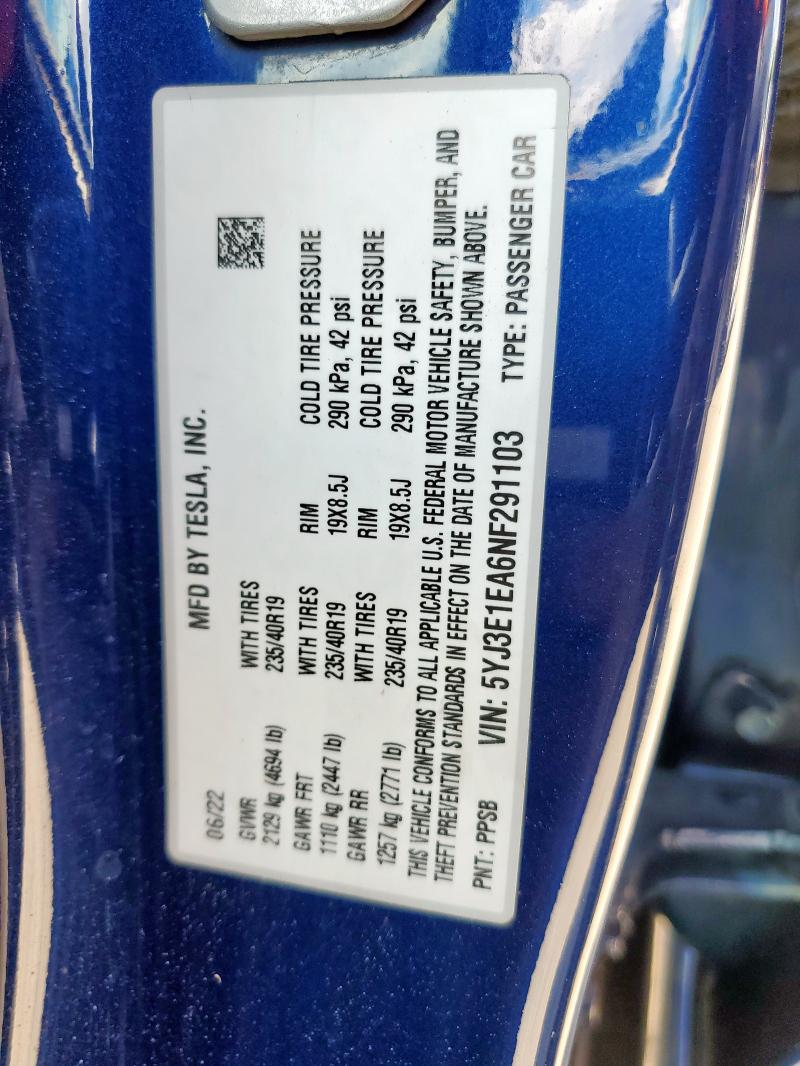 MFD BY TESLA, INC.
06/22
GVWR WITH TIRES
2129 kg (4694 lb) 235/40R19
GAWR FRT WITH TIRES RIM COLD TIRE PRESSURE
1110 kg (2447 lb) 235/40R19 19X8.5J 290 kPa, 42 psi
GAWR RR WITH TIRES RIM COLD TIRE PRESSURE
1257 kg (2771 lb) 235/40R19 19X8.5J 290 kPa, 42 psi
THIS VEHICLE CONFORMS TO ALL APPLICABLE U.S. FEDERAL MOTOR VEHICLE SAFETY, BUMPER, AND
THEFT PREVENTION STANDARDS IN EFFECT ON THE DATE OF MANUFACTURE SHOWN ABOVE.
PNT: PPSB VIN: 5YJ3E1EA6NF291103 TYPE: PASSENGER CAR